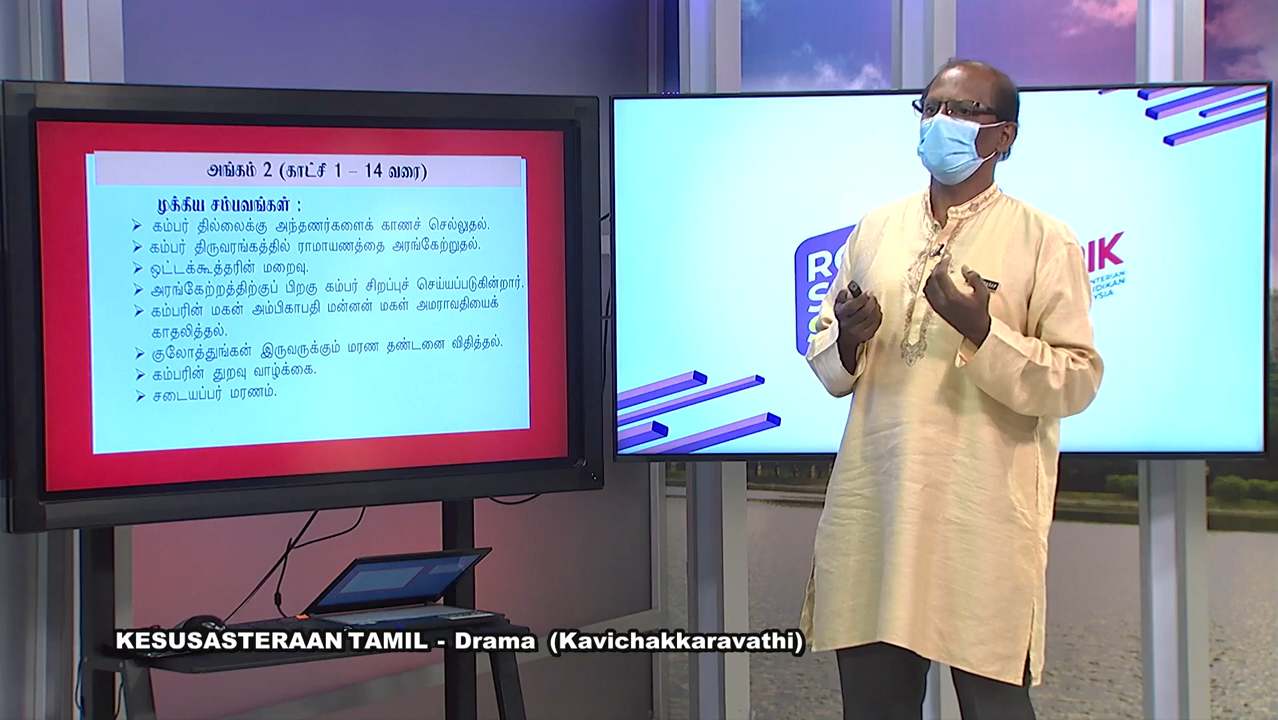 அங்கம் 2 (காட்சி 1 – 14 வரை)
முக்கிய சம்பவங்கள் :
➢ கம்பர் தில்லைக்கு அந்தணர்களைக் காணச் செல்லுதல்.
➢ கம்பர் திருவரங்கத்தில் ராமாயணத்தை அரங்கேற்றுதல்.
➢ ஒட்டக்கூத்தரின் மறைவு.
➢ அரங்கேற்றத்திற்குப் பிறகு கம்பர் சிறப்புச் செய்யப்படுகின்றார்.
➢ கம்பரின் மகன் அம்பிகாபதி மன்னன் மகள் அமராவதியைக்
காதலித்தல்.
➢ குலோத்துங்கன் இருவருக்கும் மரண தண்டனை விதித்தல்.
➢ கம்பரின் துறவு வாழ்க்கை.
➢ சடையப்பர் மரணம்.
KESUSASTERAAN TAMIL - Drama (Kavichakkaravathi)